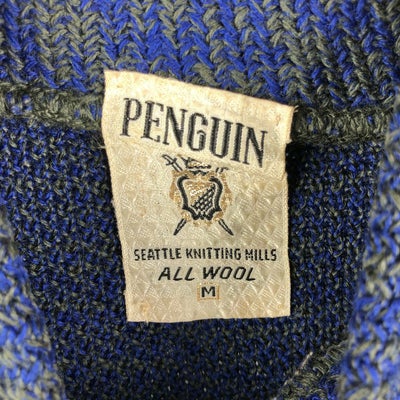 PENGUIN
SEATTLE KNITTING MILLS
ALL WOOL
M